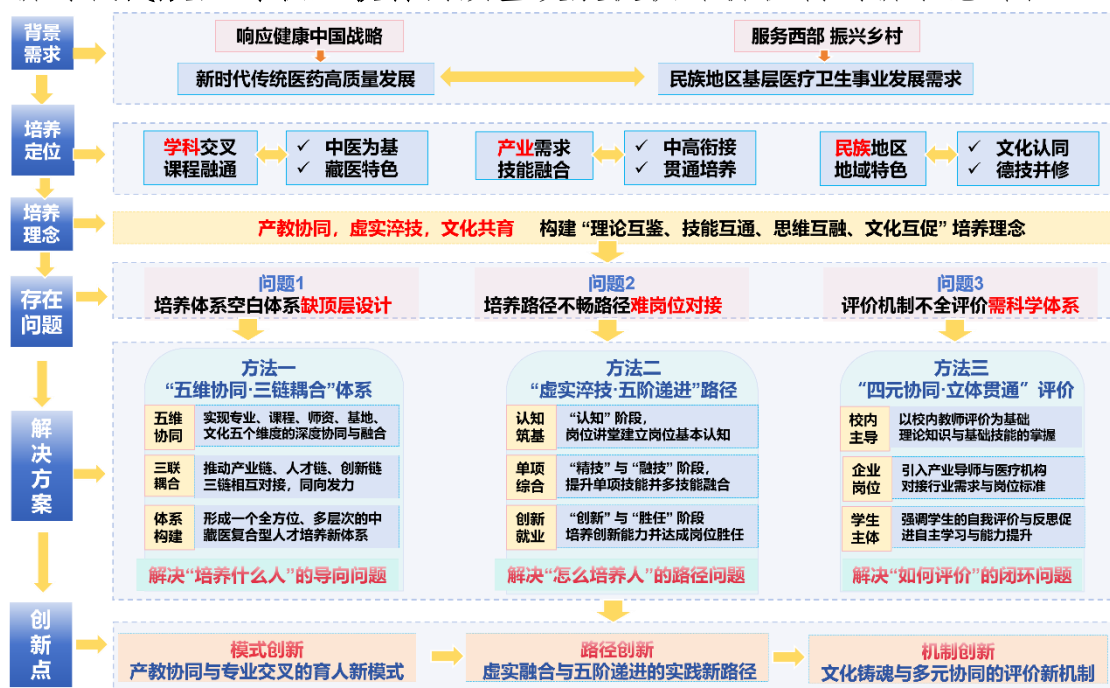 背景
需求
响应健康中国战略
服务西部 振兴乡村
新时代传统医药高质量发展
民族地区基层医疗卫生事业发展需求
培养
定位
学科交叉
课程融通
✓ 中医为基
✓ 藏医特色
产业需求
技能融合
✓ 中高衔接
✓ 贯通培养
民族地区
地域特色
✓ 文化认同
✓ 德技并修
培养
理念
产教协同，虚实淬技，文化共育 构建 “理论互鉴、技能互通、思维互融、文化互促” 培养理念
存在
问题
问题1
培养体系空白体系缺顶层设计
问题2
培养路径不畅路径难岗位对接
问题3
评价机制不全评价需科学体系
解
决
方
案
方法一
“五维协同·三链耦合”体系
五维
协同
实现专业、课程、师资、基地、
文化五个维度的深度协同与融合
三联
耦合
推动产业链、人才链、创新链
三链相互对接，同向发力
体系
构建
形成一个全方位、多层次的中
藏医复合型人才培养新体系
解决“培养什么人”的导向问题
方法二
“虚实淬技·五阶递进”路径
认知
筑基
“认知” 阶段，
岗位讲堂建立岗位基本认知
单项
综合
“精技” 与 “融技” 阶段，
提升单项技能并多技能融合
创新
就业
“创新” 与 “胜任” 阶段
培养创新能力并达成岗位胜任
解决“怎么培养人”的路径问题
方法三
“四元协同·立体贯通” 评价
校内
主导
以校内教师评价为基础
理论知识与基础技能的掌握
企业
岗位
引入产业导师与医疗机构
对接行业需求与岗位标准
学生
主体
强调学生的自我评价与反思促
进自主学习与能力提升
解决“如何评价”的闭环问题
创
新
点
模式创新
产教协同与专业交叉的育人新模式
路径创新
虚实融合与五阶递进的实践新路径
机制创新
文化铸魂与多元协同的评价新机制